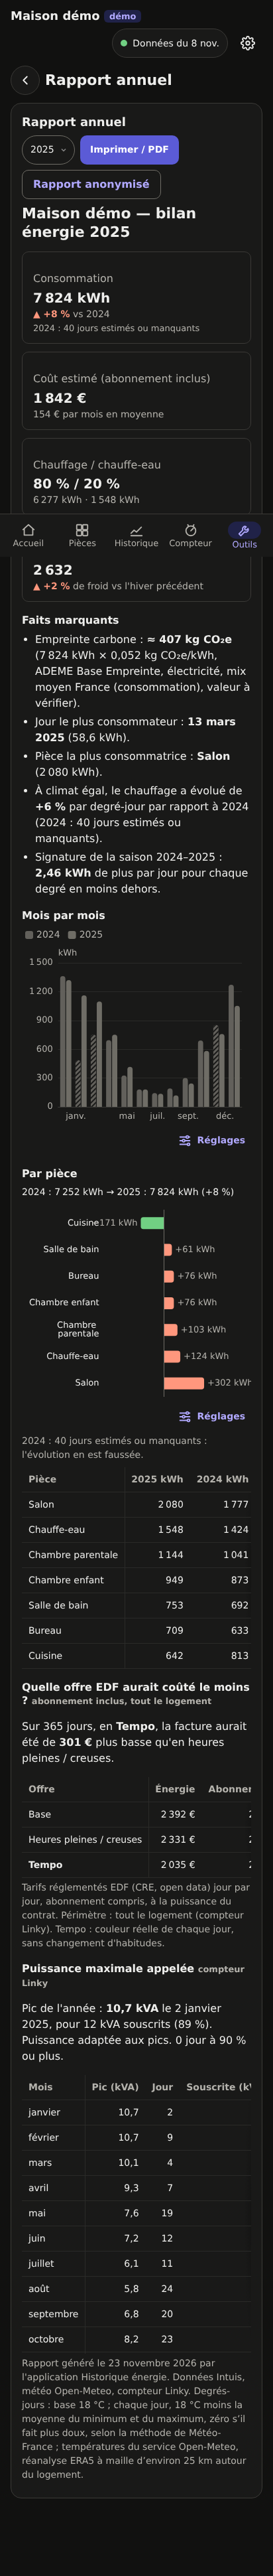 Maison démo démo
Données du 8 nov.
Rapport annuel
Rapport annuel
2025
Imprimer / PDF
Rapport anonymisé
Maison démo — bilan
énergie 2025
Consommation
7 824 kWh
▲ +8 % vs 2024
2024 : 40 jours estimés ou manquants
Coût estimé (abonnement inclus)
1 842 €
154 € par mois en moyenne
Chauffage / chauffe-eau
80 % / 20 %
6 277 kWh · 1 548 kWh
Accueil Pièces Historique Compteur Outils
2 632
▲ +2 % de froid vs l'hiver précédent
Faits marquants
• Empreinte carbone : ≈ 407 kg CO₂e
(7 824 kWh × 0,052 kg CO₂e/kWh,
ADEME Base Empreinte, électricité, mix
moyen France (consommation), valeur à
vérifier).
• Jour le plus consommateur : 13 mars
2025 (58,6 kWh).
• Pièce la plus consommatrice : Salon
(2 080 kWh).
• À climat égal, le chauffage a évolué de
+6 % par degré-jour par rapport à 2024
(2024 : 40 jours estimés ou
manquants).
• Signature de la saison 2024–2025 :
2,46 kWh de plus par jour pour chaque
degré en moins dehors.
Mois par mois
2024 2025
kWh
1 500
1 200
900
600
300
0
janv. mai juil. sept. déc.
Réglages
Par pièce
2024 : 7 252 kWh → 2025 : 7 824 kWh (+8 %)
Cuisine 171 kWh
Salle de bain +61 kWh
Bureau +76 kWh
Chambre enfant +76 kWh
Chambre
parentale +103 kWh
Chauffe-eau +124 kWh
Salon +302 kWh
Réglages
2024 : 40 jours estimés ou manquants :
l'évolution en est faussée.
Pièce 2025 kWh 2024 kWh
Salon 2 080 1 777
Chauffe-eau 1 548 1 424
Chambre parentale 1 144 1 041
Chambre enfant 949 873
Salle de bain 753 692
Bureau 709 633
Cuisine 642 813
Quelle offre EDF aurait coûté le moins
? abonnement inclus, tout le logement
Sur 365 jours, en Tempo, la facture aurait
été de 301 € plus basse qu'en heures
pleines / creuses.
Offre Énergie Abonner
Base 2 392 € 2
Heures pleines / creuses 2 331 € 2
Tempo 2 035 € 2
Tarifs réglementés EDF (CRE, open data) jour par
jour, abonnement compris, à la puissance du
contrat. Périmètre : tout le logement (compteur
Linky). Tempo : couleur réelle de chaque jour,
sans changement d'habitudes.
Puissance maximale appelée compteur
Linky
Pic de l'année : 10,7 kVA le 2 janvier
2025, pour 12 kVA souscrits (89 %).
Puissance adaptée aux pics. 0 jour à 90 %
ou plus.
Mois Pic (kVA) Jour Souscrite (kV
janvier 10,7 2
février 10,7 9
mars 10,1 4
avril 9,3 7
mai 7,6 19
juin 7,2 12
juillet 6,1 11
août 5,8 24
septembre 6,8 20
octobre 8,2 23
Rapport généré le 23 novembre 2026 par
l'application Historique énergie. Données Intuis,
météo Open-Meteo, compteur Linky. Degrés-
jours : base 18 °C ; chaque jour, 18 °C moins la
moyenne du minimum et du maximum, zéro s'il
fait plus doux, selon la méthode de Météo-
France ; températures du service Open-Meteo,
réanalyse ERA5 à maille d'environ 25 km autour
du logement.